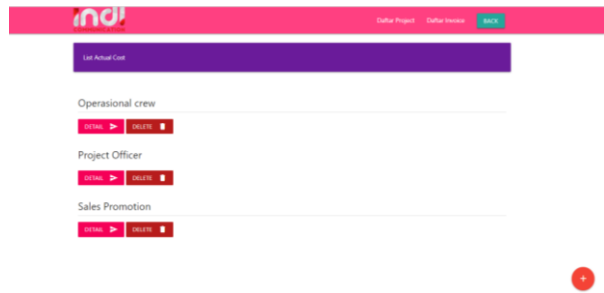 indi
COMMUNICATION
Daftar Project Daftar Invoice BACK
List Actual Cost
Operasional crew
DETAIL DELETE
Project Officer
DETAIL DELETE
Sales Promotion
DETAIL DELETE
+